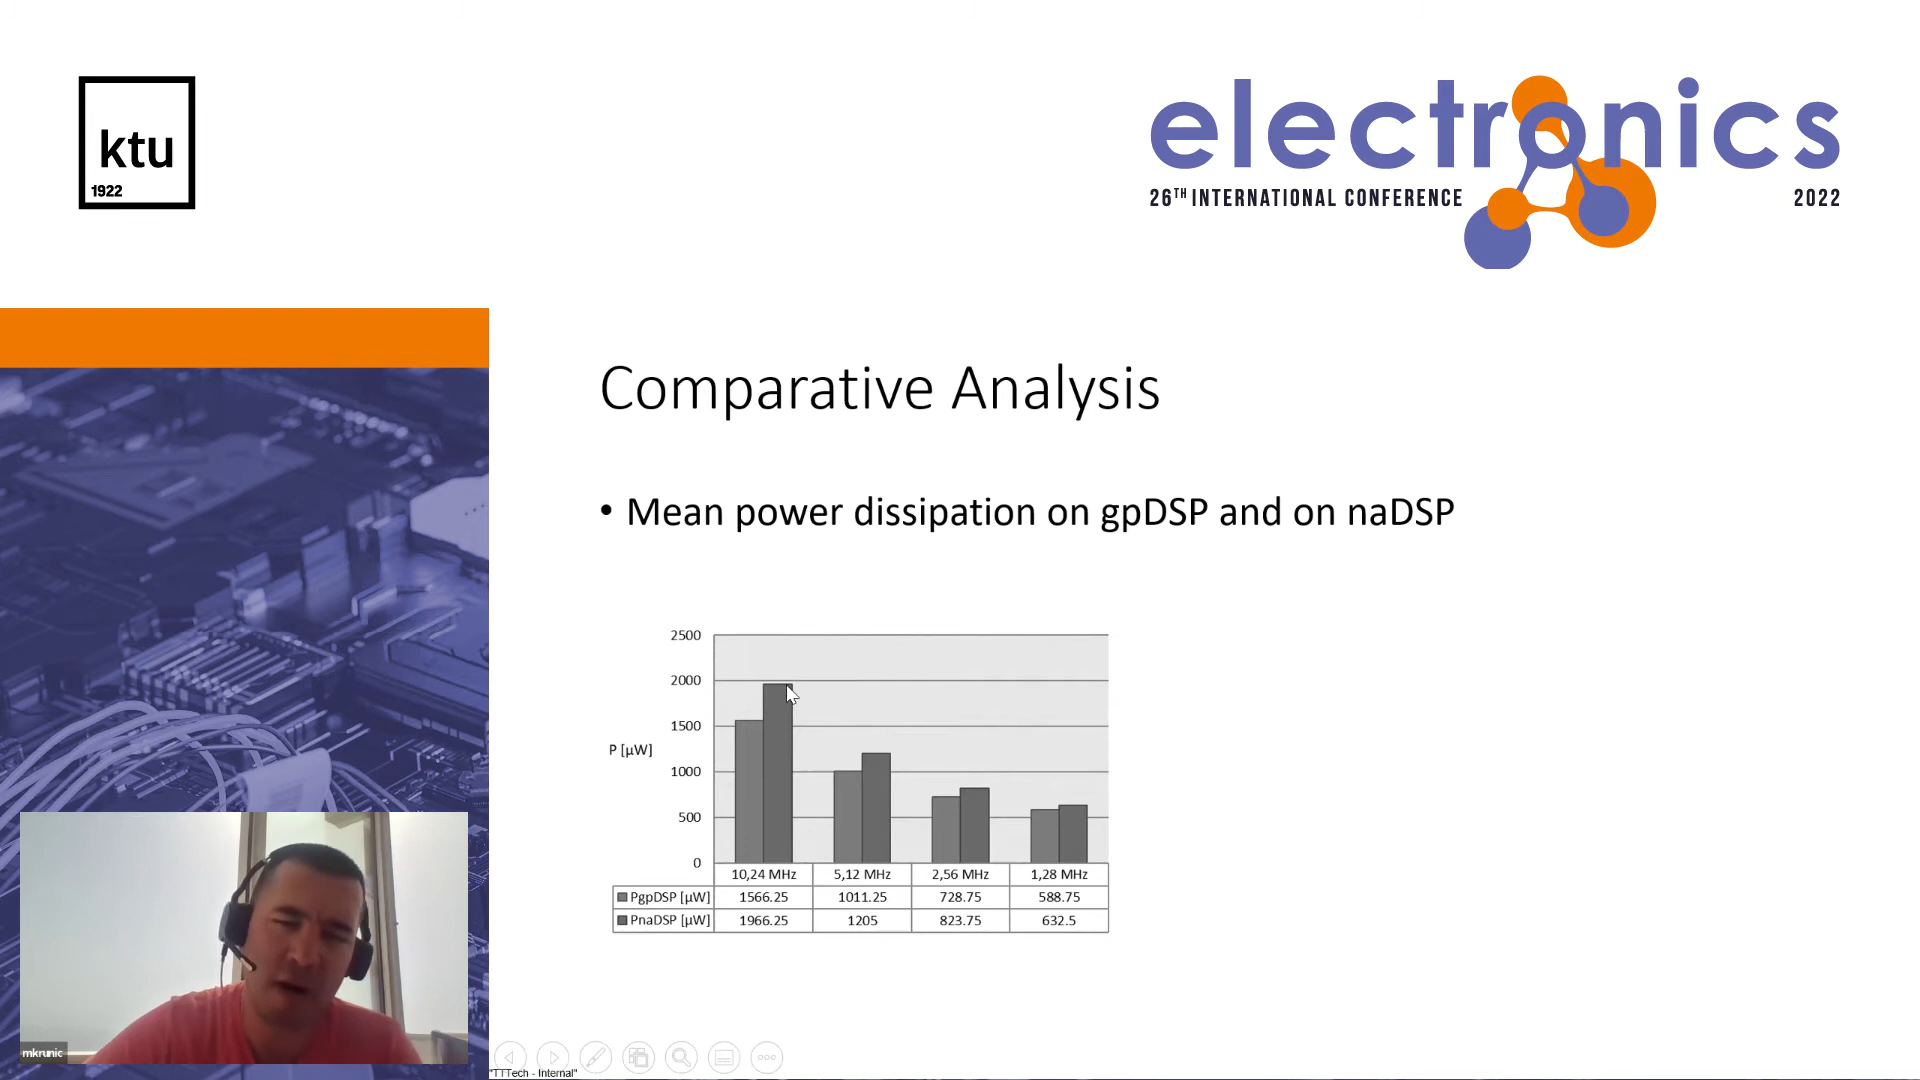 ktu
1922
electronics
26TH INTERNATIONAL CONFERENCE 2022
Comparative Analysis
• Mean power dissipation on gpDSP and on naDSP
2500
2000
1500
P [µW]
1000
500
0
10,24 MHz 5,12 MHz 2,56 MHz 1,28 MHz
PgpDSP [µW] 1566.25 1011.25 728.75 588.75
PnaDSP [µW] 1966.25 1205 823.75 632.5
mkrunic
"TTTech - Internal"